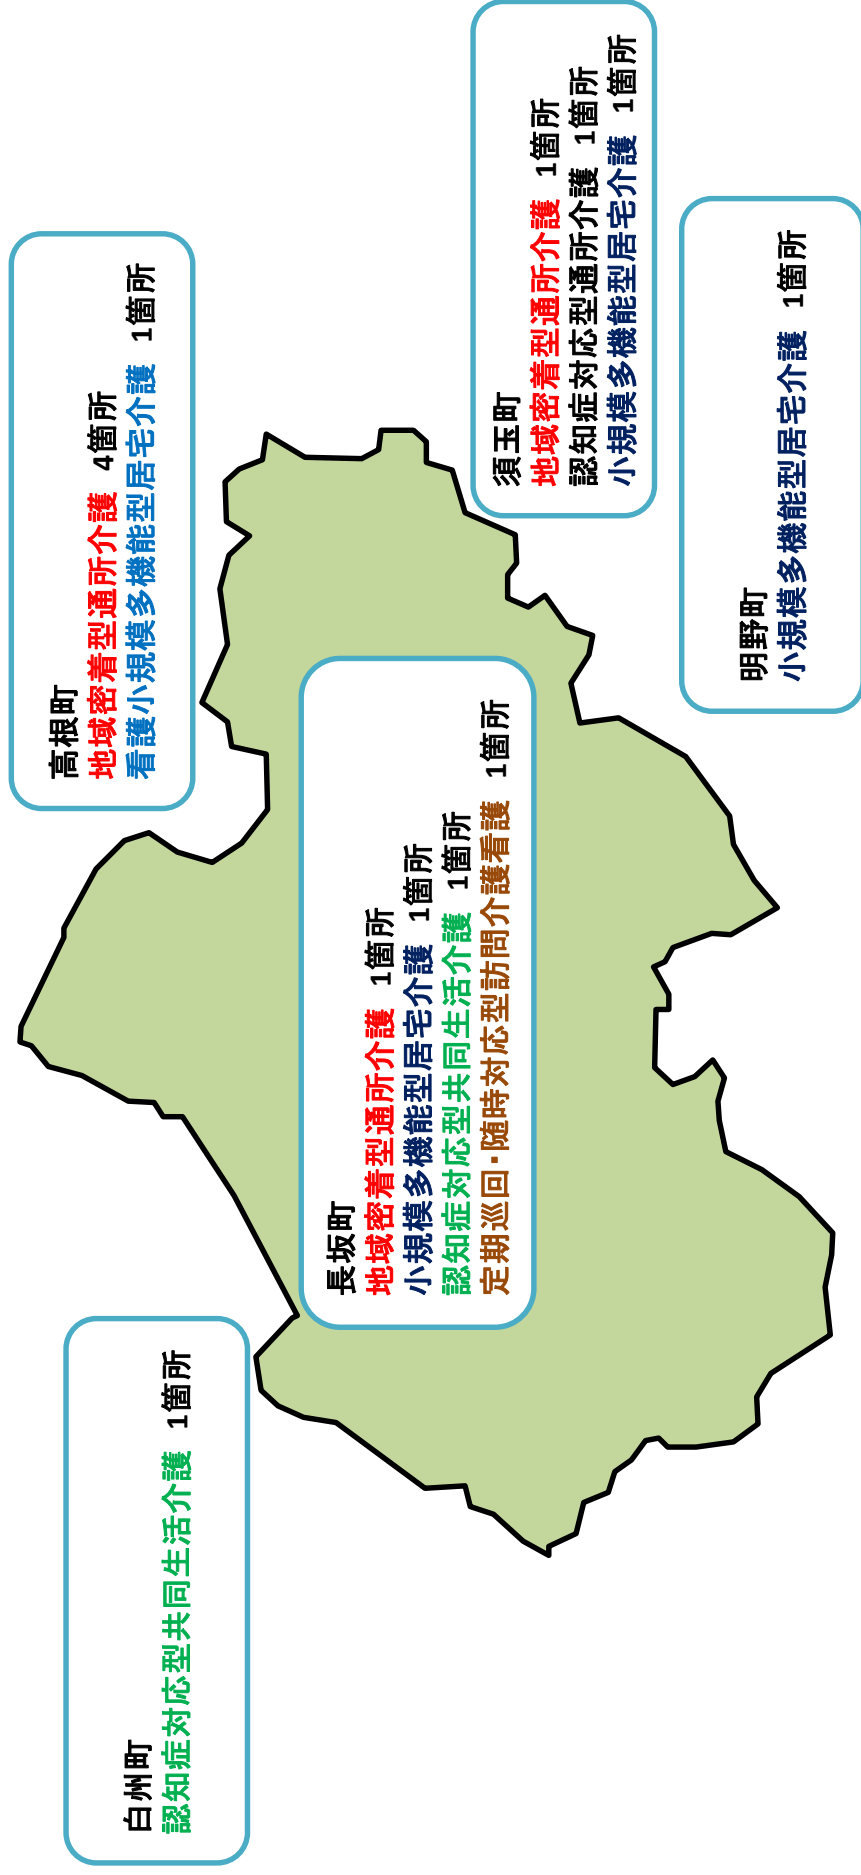 白州町
認知症対応型共同生活介護 1箇所
高根町
地域密着型通所介護 4箇所
看護小規模多機能型居宅介護 1箇所
長坂町
地域密着型通所介護 1箇所
小規模多機能型居宅介護 1箇所
認知症対応型共同生活介護 1箇所
定期巡回・随時対応型訪問介護看護 1箇所
須玉町
地域密着型通所介護 1箇所
認知症対応型通所介護 1箇所
小規模多機能型居宅介護 1箇所
明野町
小規模多機能型居宅介護 1箇所